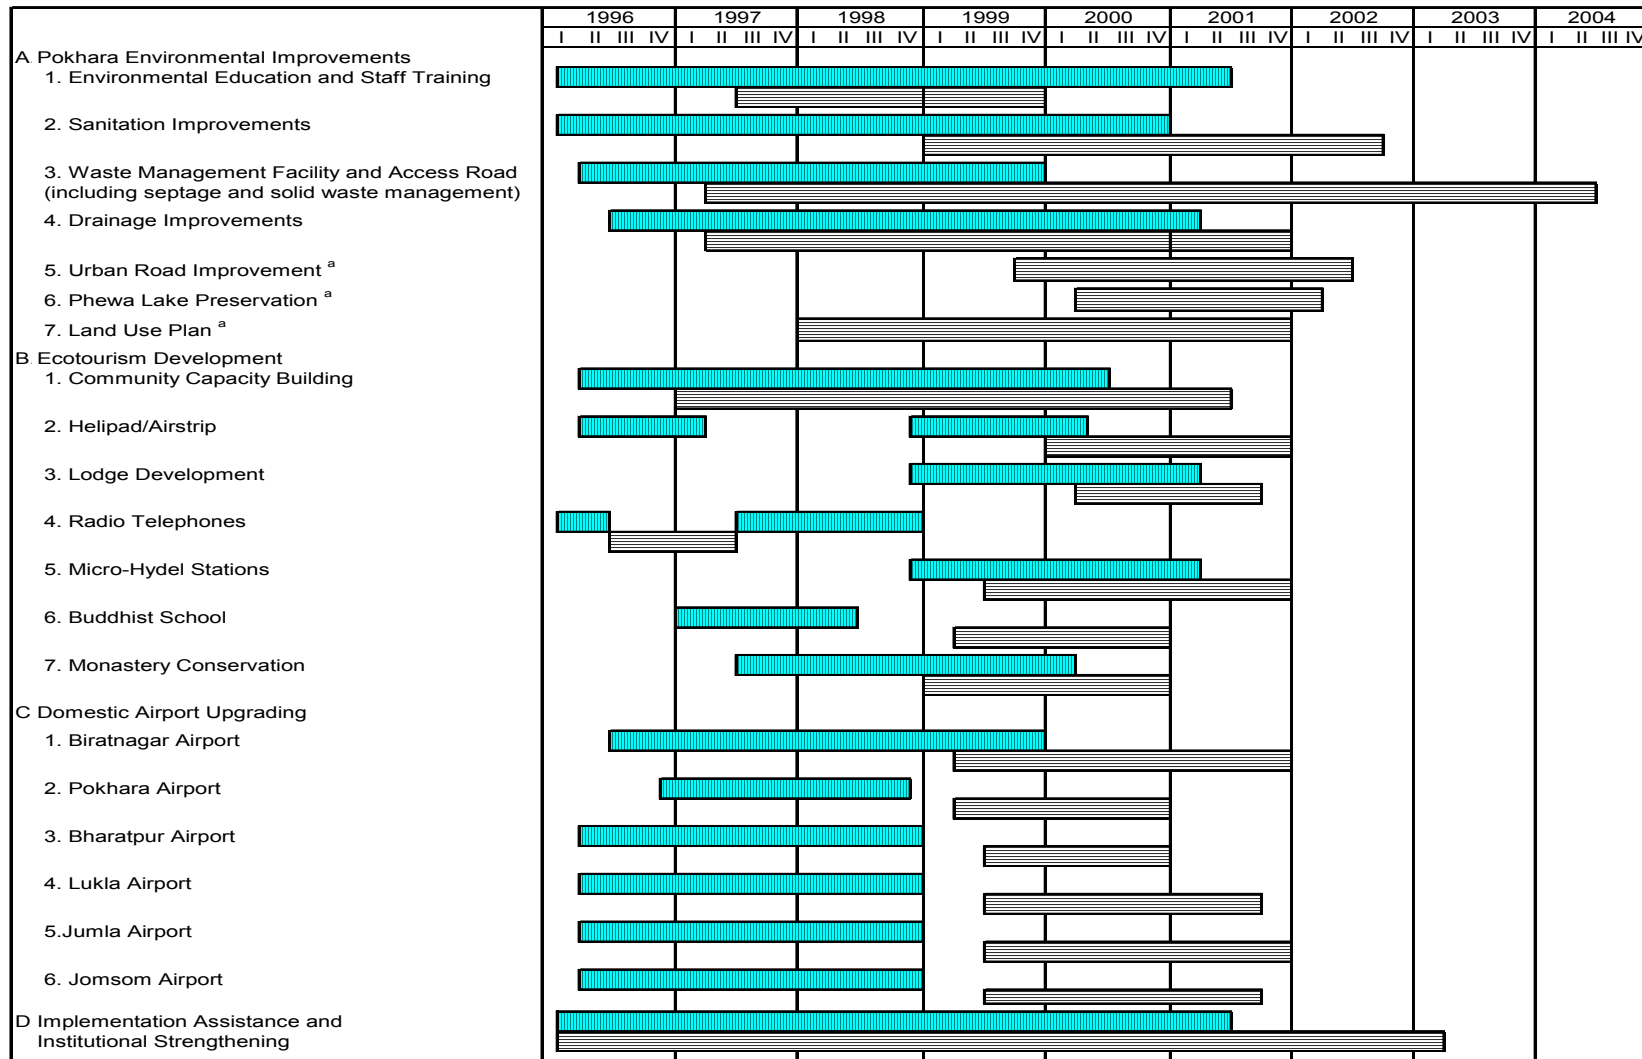 1996 1997 1998 1999 2000 2001 2002 2003 2004
I II III IV I II III IV I II III IV I II III IV I II III IV I II III IV I II III IV I II III IV I II III IV
A. Pokhara Environmental Improvements
1. Environmental Education and Staff Training
2. Sanitation Improvements
3. Waste Management Facility and Access Road
(including septage and solid waste management)
4. Drainage Improvements
5. Urban Road Improvement a
6. Phewa Lake Preservation a
7. Land Use Plan a
B. Ecotourism Development
1. Community Capacity Building
2. Helipad/Airstrip
3. Lodge Development
4. Radio Telephones
5. Micro-Hydel Stations
6. Buddhist School
7. Monastery Conservation
C Domestic Airport Upgrading
1. Biratnagar Airport
2. Pokhara Airport
3. Bharatpur Airport
4. Lukla Airport
5.Jumla Airport
6. Jomsom Airport
D Implementation Assistance and
Institutional Strengthening